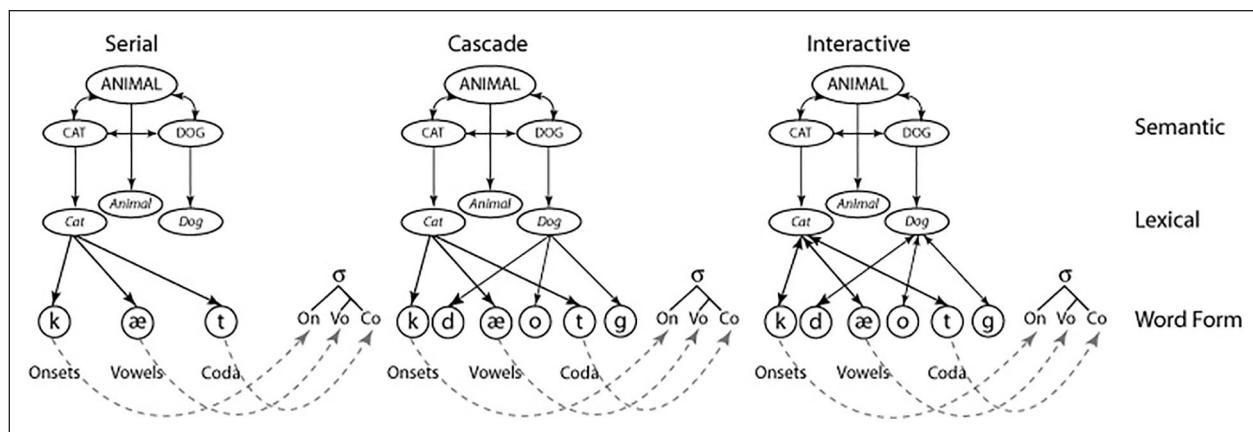 Serial Cascade Interactive
ANIMAL ANIMAL ANIMAL
CAT DOG CAT DOG CAT DOG Semantic
Animal Animal Animal
Cat Dog Cat Dog Cat Dog Lexical
σ σ σ
k æ t On Vo Co k d æ o t g On Vo Co k d æ o t g On Vo Co Word Form
Onsets Vowels Coda Onsets Vowels Coda Onsets Vowels Coda